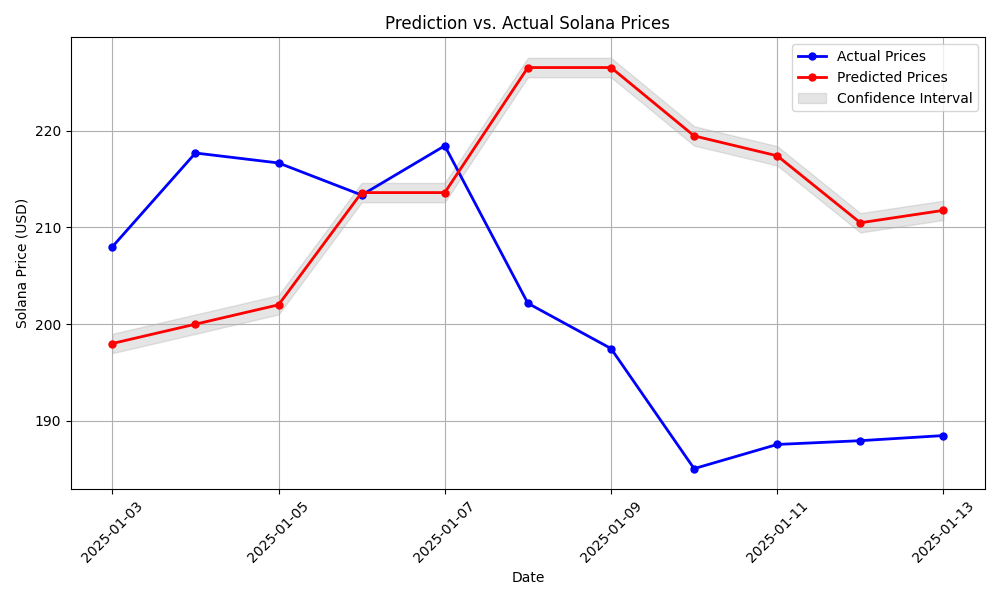 Prediction vs. Actual Solana Prices
Actual Prices
Predicted Prices
Confidence Interval
Solana Price (USD)
220
210
200
190
2025-01-03
2025-01-05
2025-01-07
2025-01-09
2025-01-11
2025-01-13
Date